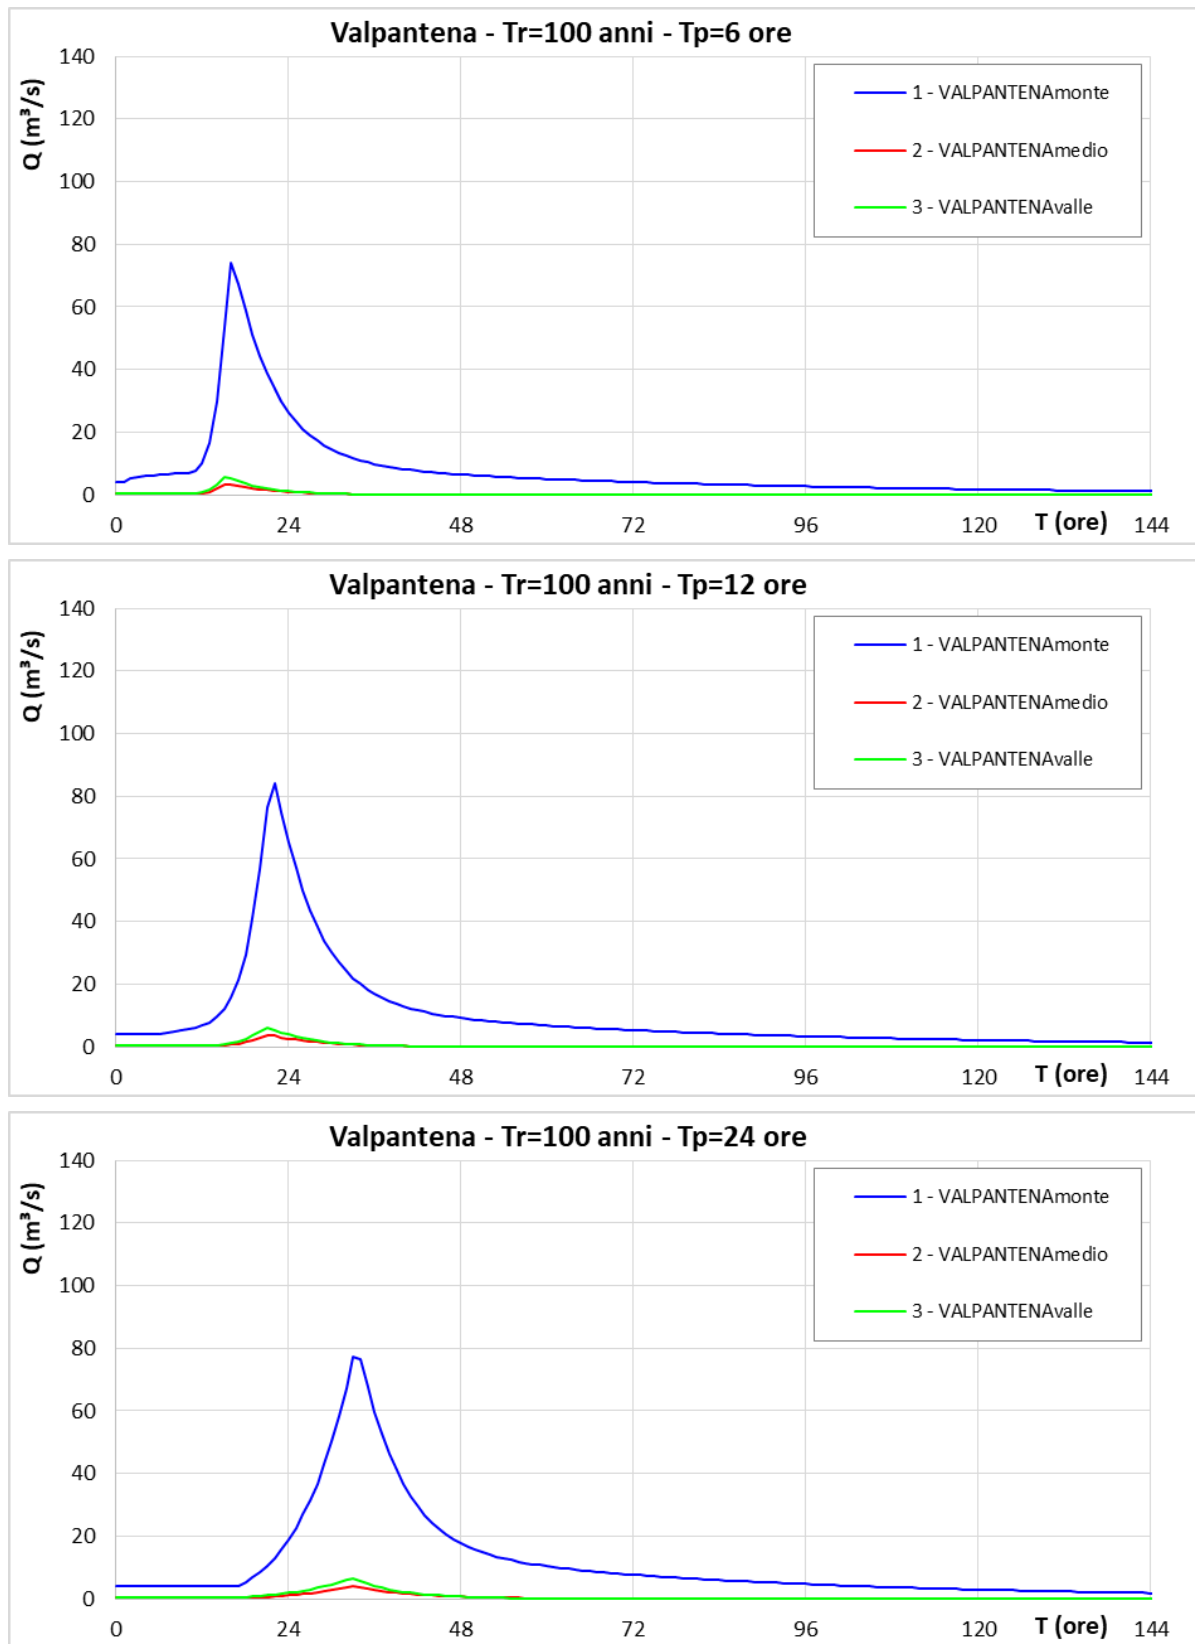 Valpantena - Tr=100 anni - Tp=6 ore
Q (m³/s)
140
120
100
80
60
40
20
0
1 - VALPANTENAmonte
2 - VALPANTENAmedio
3 - VALPANTENAvalle
0 24 48 72 96 120 T (ore) 144
Valpantena - Tr=100 anni - Tp=12 ore
Q (m³/s)
140
120
100
80
60
40
20
0
1 - VALPANTENAmonte
2 - VALPANTENAmedio
3 - VALPANTENAvalle
0 24 48 72 96 120 T (ore) 144
Valpantena - Tr=100 anni - Tp=24 ore
Q (m³/s)
140
120
100
80
60
40
20
0
1 - VALPANTENAmonte
2 - VALPANTENAmedio
3 - VALPANTENAvalle
0 24 48 72 96 120 T (ore) 144